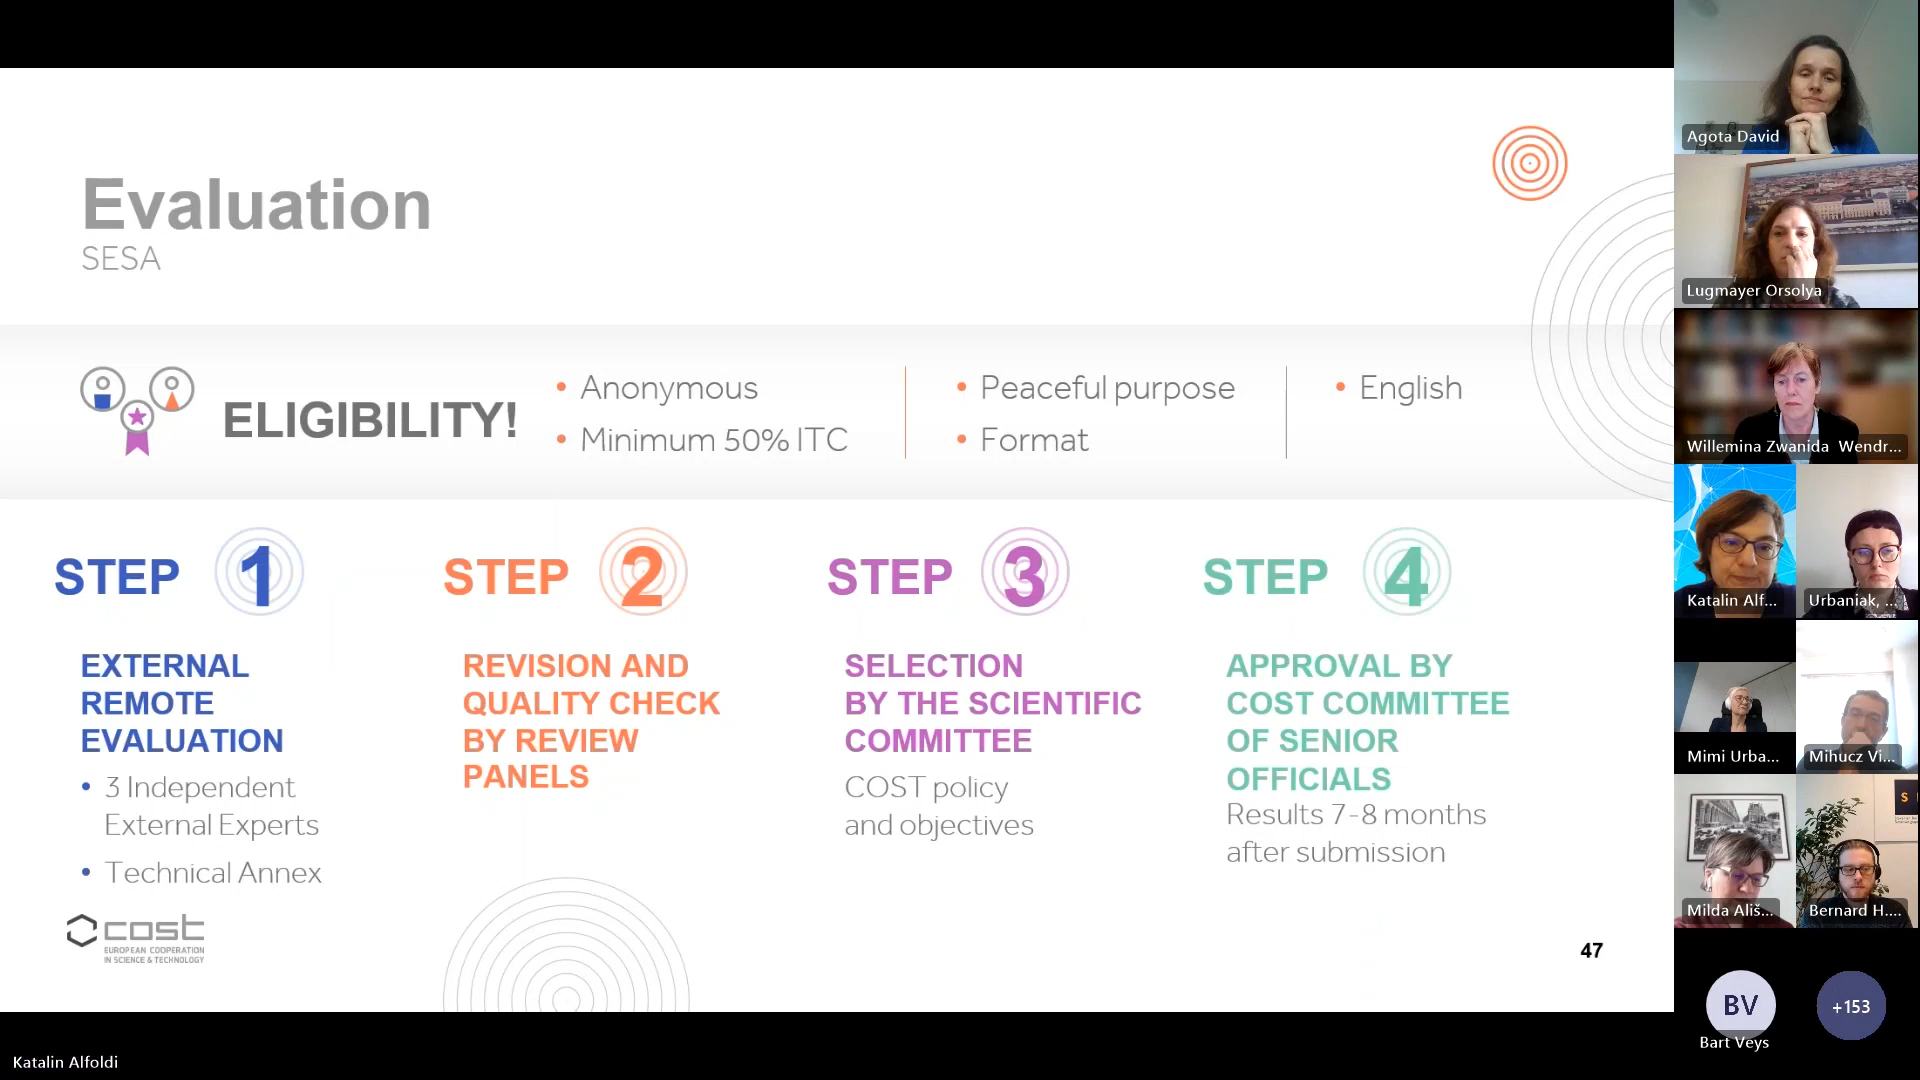 Evaluation
SESA
ELIGIBILITY!
• Anonymous
• Minimum 50% ITC
• Peaceful purpose
• Format
• English
STEP 1
EXTERNAL
REMOTE
EVALUATION
• 3 Independent
External Experts
• Technical Annex
STEP 2
REVISION AND
QUALITY CHECK
BY REVIEW
PANELS
STEP 3
SELECTION
BY THE SCIENTIFIC
COMMITTEE
COST policy
and objectives
STEP 4
APPROVAL BY
COST COMMITTEE
OF SENIOR
OFFICIALS
Results 7-8 months
after submission
cost
EUROPEAN COOPERATION
IN SCIENCE & TECHNOLOGY
47
Katalin Alfoldi
Agota David
Lugmayer Orsolya
Willemina Zwanida Wendr...
Katalin Alf...
Urbaniak, ...
Mimi Urba...
Mihucz Vi...
Milda Ališ...
Bernard H....
BV
Bart Veys
+153